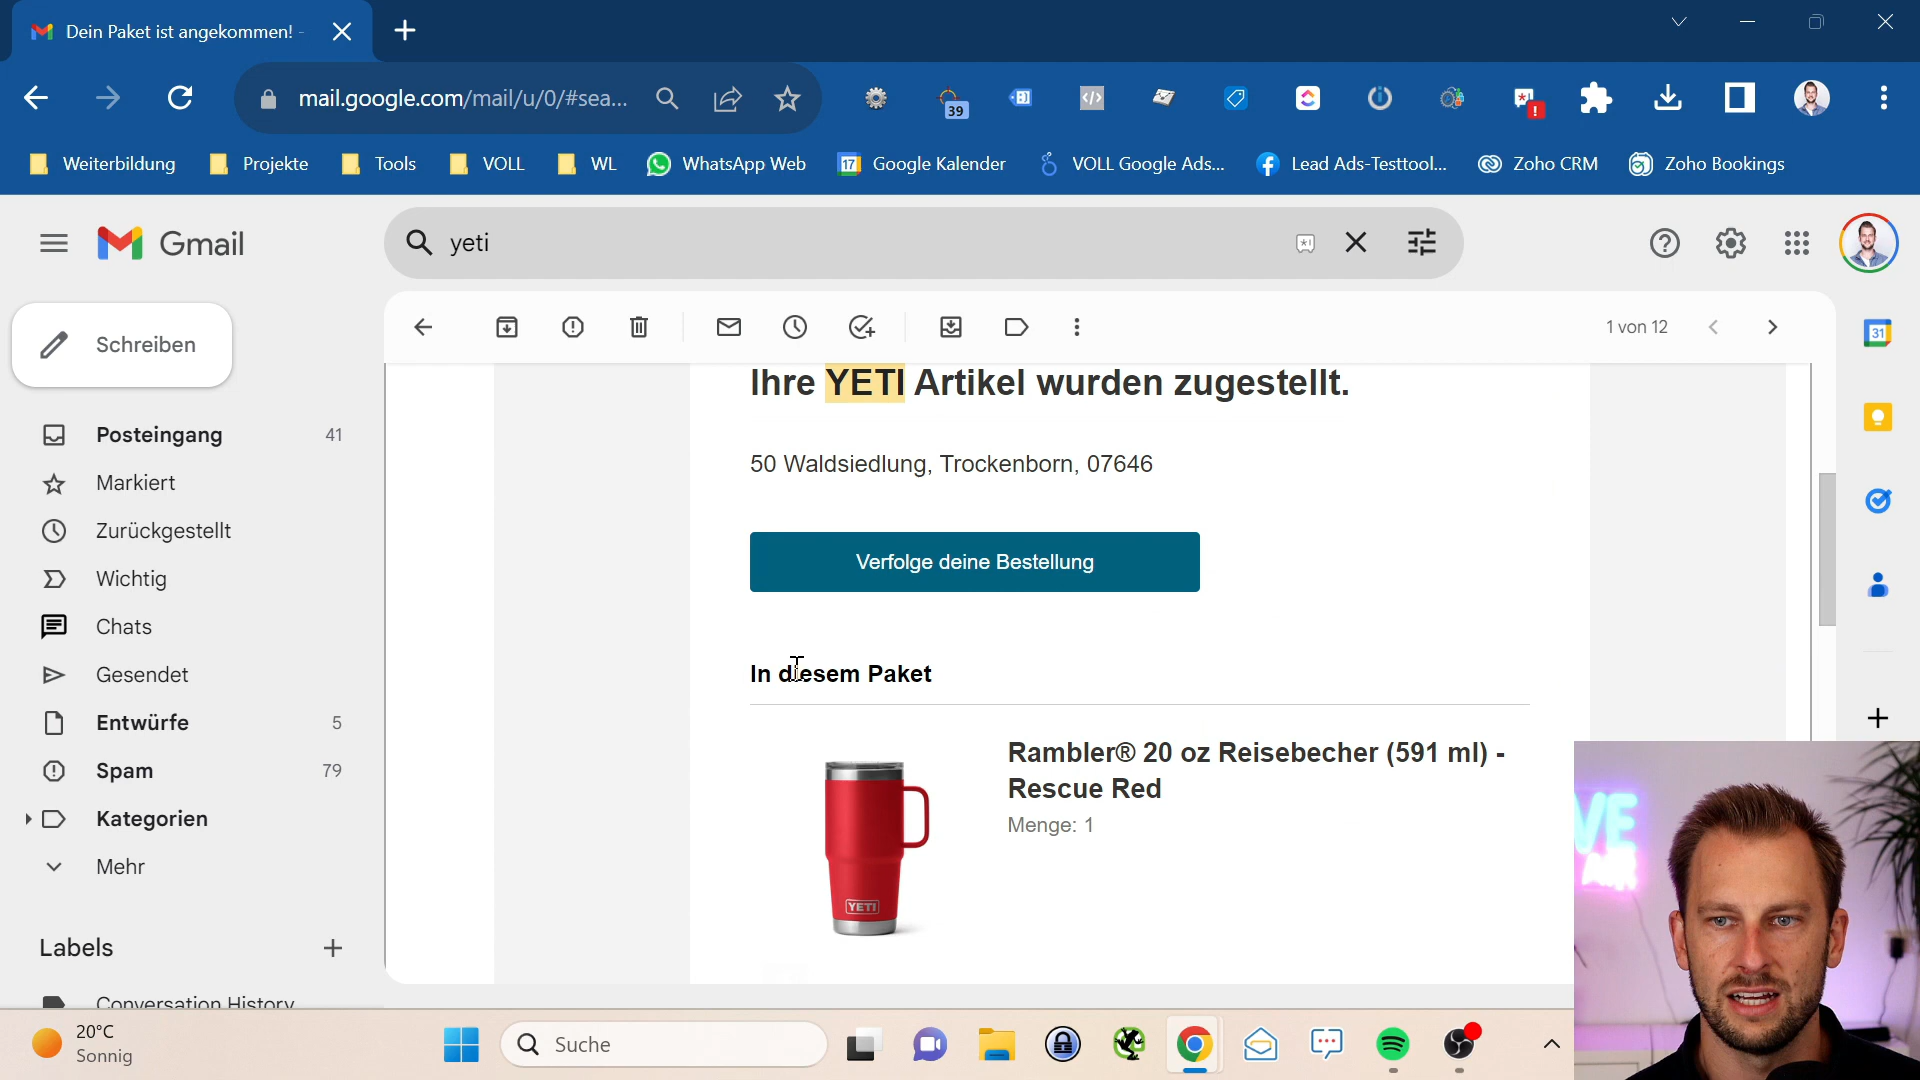 Dein Paket ist angekommen! -
mail.google.com/mail/u/0/#sea...
39
Weiterbildung
Projekte
Tools
VOLL
WL
WhatsApp Web
17
Google Kalender
VOLL Google Ads...
Lead Ads-Testtool...
Zoho CRM
Zoho Bookings
Gmail
yeti
Schreiben
1 von 12
31
Posteingang 41
Markiert
Zurückgestellt
Wichtig
Chats
Gesendet
Entwürfe 5
Spam 79
Kategorien
Mehr
Labels
Conversation History
Ihre YETI Artikel wurden zugestellt.
50 Waldsiedlung, Trockenborn, 07646
Verfolge deine Bestellung
In diesem Paket
Rambler® 20 oz Reisebecher (591 ml) -
Rescue Red
Menge: 1
YETI
20°C
Sonnig
Suche